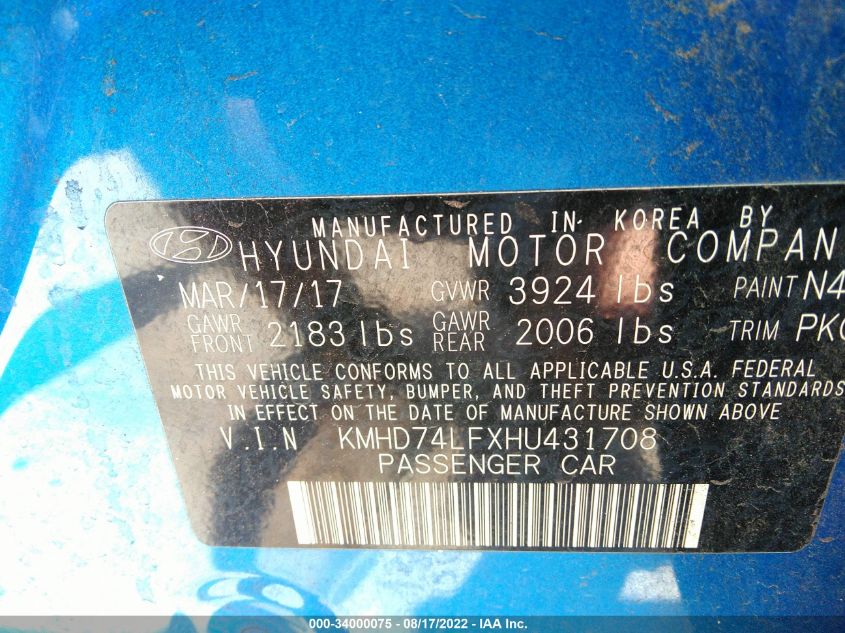 MANUFACTURED IN KOREA BY
HYUNDAI MOTOR COMPAN
MAR/17/17 GVWR 3924 lbs PAINT N4
GAWR FRONT 2183 lbs GAWR REAR 2006 lbs TRIM PK
THIS VEHICLE CONFORMS TO ALL APPLICABLE U.S.A. FEDERAL
MOTOR VEHICLE SAFETY, BUMPER, AND THEFT PREVENTION STANDARDS
IN EFFECT ON THE DATE OF MANUFACTURE SHOWN ABOVE
V.I.N KMHD74LFXHU431708
PASSENGER CAR
000-34000075 - 08/17/2022 - IAA Inc.